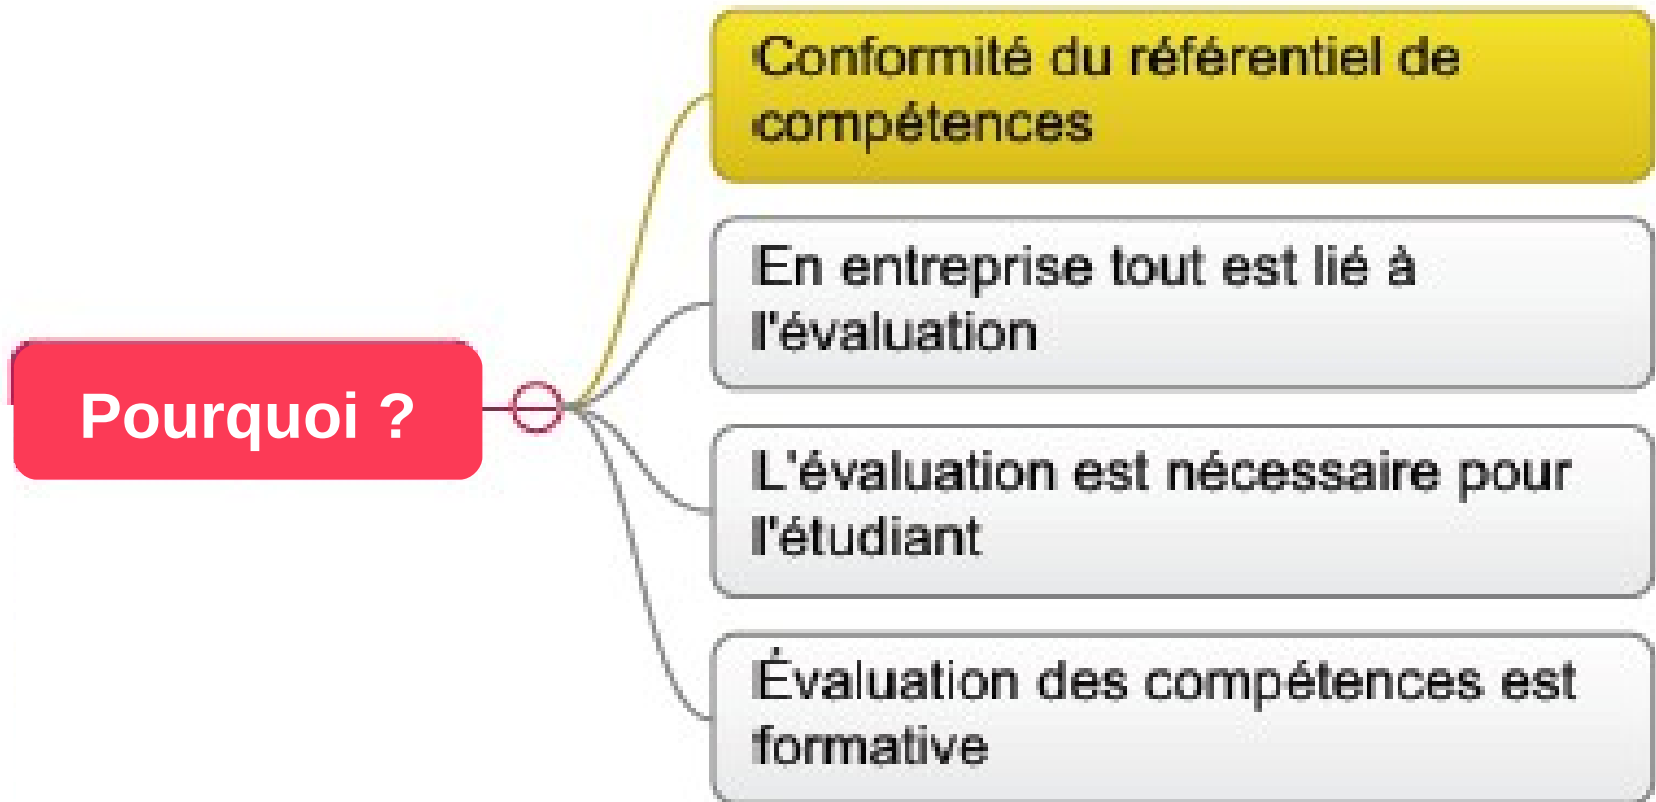 Pourquoi ?
Conformité du référentiel de
compétences
En entreprise tout est lié à
l'évaluation
L'évaluation est nécessaire pour
l'étudiant
Évaluation des compétences est
formative